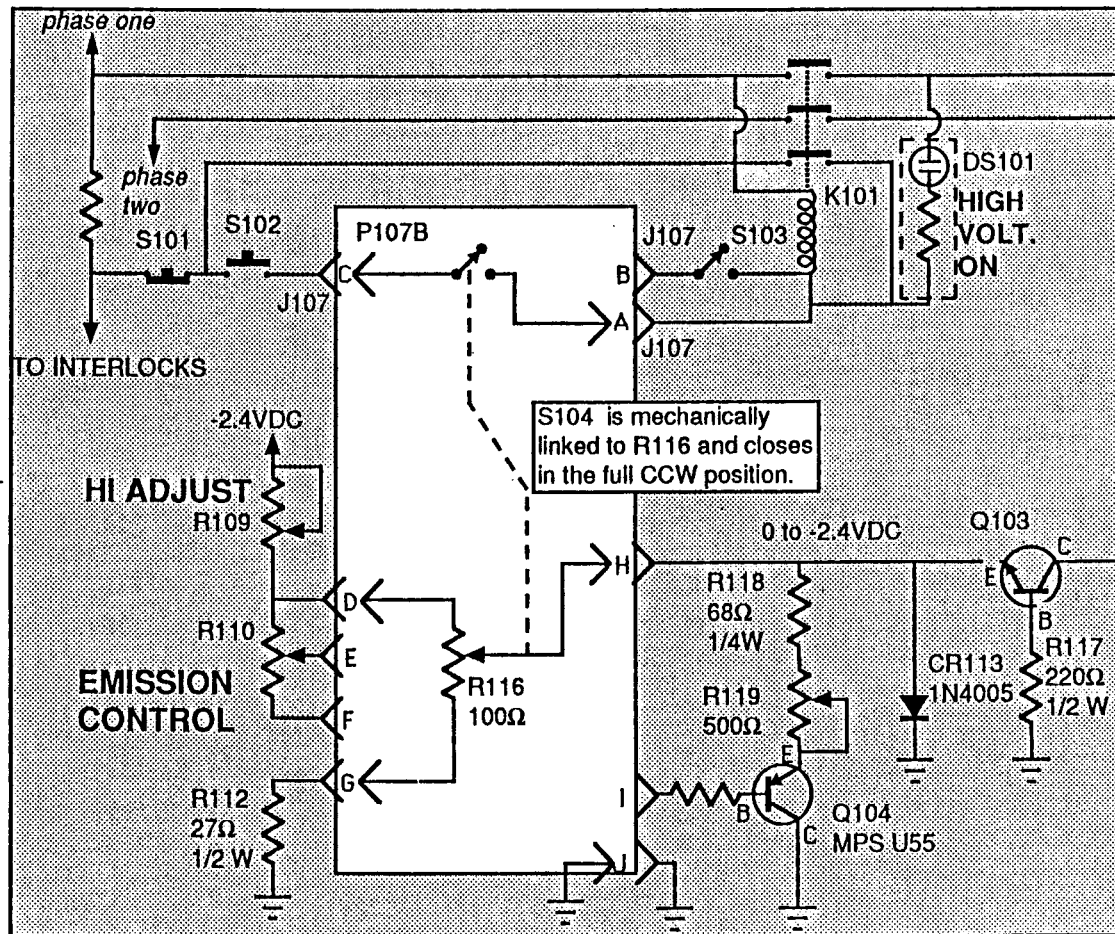 phase one
phase
two
S101
S102
P107B
J107
S103
K101
DS101
HIGH
VOLT.
ON
C
J107
B
A
J107
TO INTERLOCKS
S104 is mechanically
linked to R116 and closes
in the full CCW position.
-2.4VDC
HI ADJUST
R109
0 to -2.4VDC
Q103
C
E
B
H
R118
68Ω
1/4W
D
R110
E
EMISSION
CONTROL
F
R116
100Ω
R119
500Ω
CR113
1N4005
R117
220Ω
1/2 W
G
R112
27Ω
1/2 W
I
E
B
C
Q104
MPS U55
J